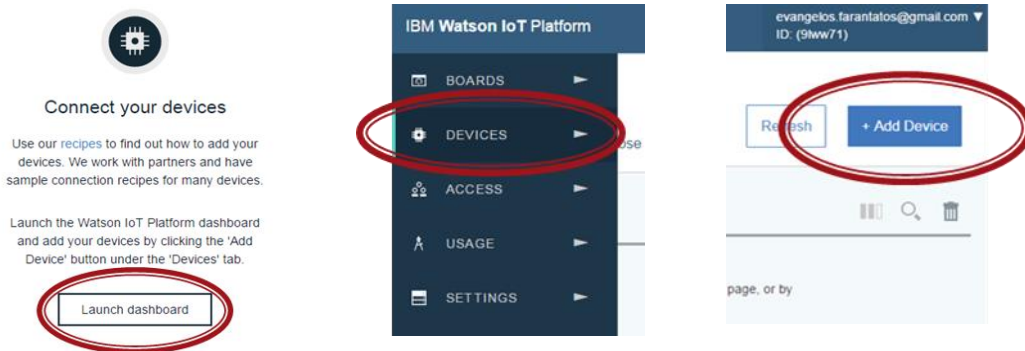 Connect your devices
Use our recipes to find out how to add your
devices. We work with partners and have
sample connection recipes for many devices.
Launch the Watson IoT Platform dashboard
and add your devices by clicking the 'Add
Device' button under the 'Devices' tab.
Launch dashboard
IBM Watson IoT Platform
BOARDS
DEVICES
ose
ACCESS
USAGE
SETTINGS
evangelos.farantatos@gmail.com
ID: (9lww71)
Refresh
+ Add Device
page, or by